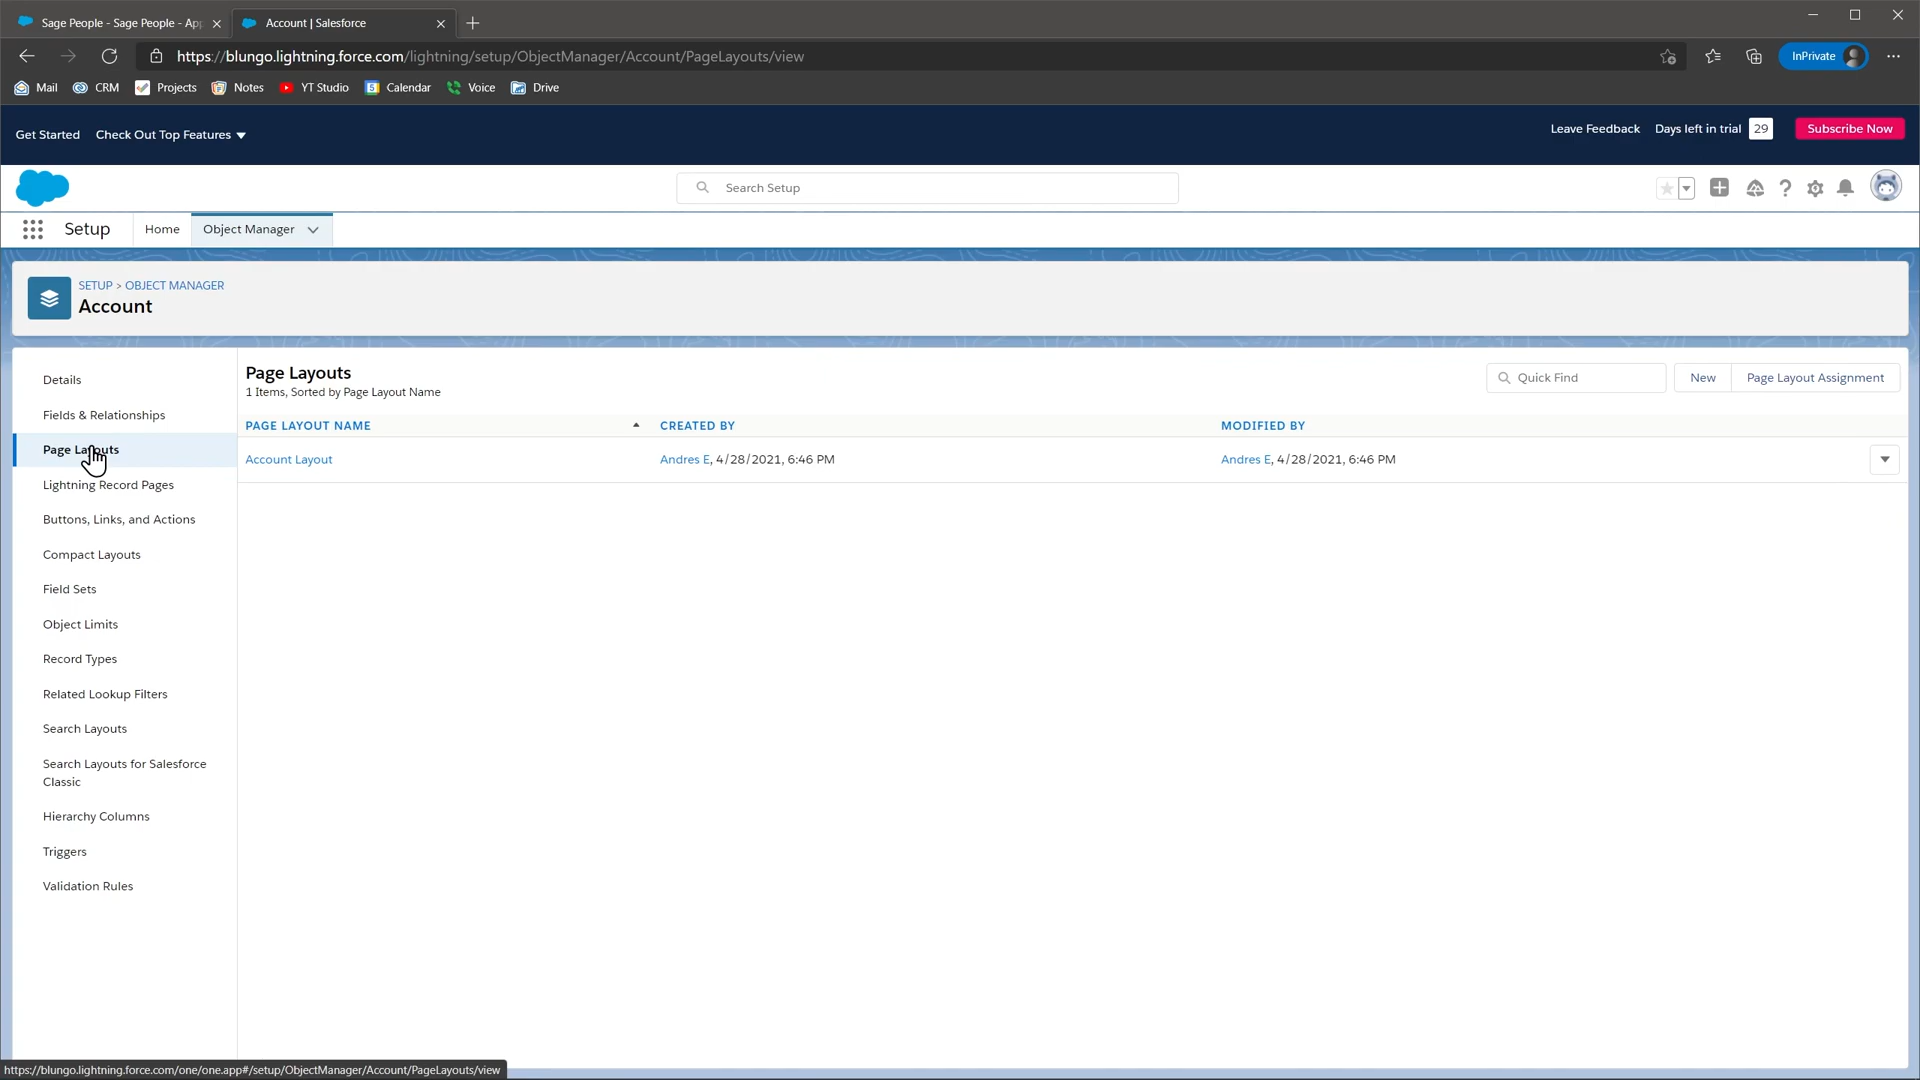 Sage People - Sage People - App
Account | Salesforce
https://blungo.lightning.force.com/lightning/setup/ObjectManager/Account/PageLayouts/view
InPrivate
Mail
CRM
Projects
Notes
YT Studio
Calendar
Voice
Drive
Get Started
Check Out Top Features
Leave Feedback
Days left in trial
29
Subscribe Now
Search Setup
Setup
Home
Object Manager
SETUP > OBJECT MANAGER
Account
Details
Fields & Relationships
Page Layouts
Lightning Record Pages
Buttons, Links, and Actions
Compact Layouts
Field Sets
Object Limits
Record Types
Related Lookup Filters
Search Layouts
Search Layouts for Salesforce
Classic
Hierarchy Columns
Triggers
Validation Rules
Page Layouts
1 Items, Sorted by Page Layout Name
Quick Find
New
Page Layout Assignment
PAGE LAYOUT NAME
CREATED BY
MODIFIED BY
Account Layout
Andres E, 4/28/2021, 6:46 PM
Andres E, 4/28/2021, 6:46 PM
https://blungo.lightning.force.com/one/one.app#/setup/ObjectManager/Account/PageLayouts/view